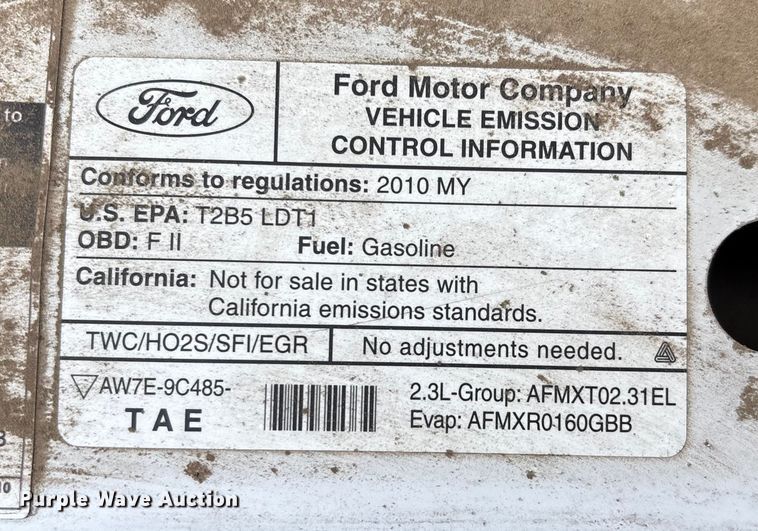 Ford
Ford Motor Company
VEHICLE EMISSION
CONTROL INFORMATION
Conforms to regulations: 2010 MY
U.S. EPA: T2B5 LDT1
OBD: F II Fuel: Gasoline
California: Not for sale in states with
California emissions standards.
TWC/HO2S/SFI/EGR No adjustments needed.
AW7E-9C485-
TAE
2.3L-Group: AFMXT02.31EL
Evap: AFMXR0160GBB
to
10
Purple Wave Auction